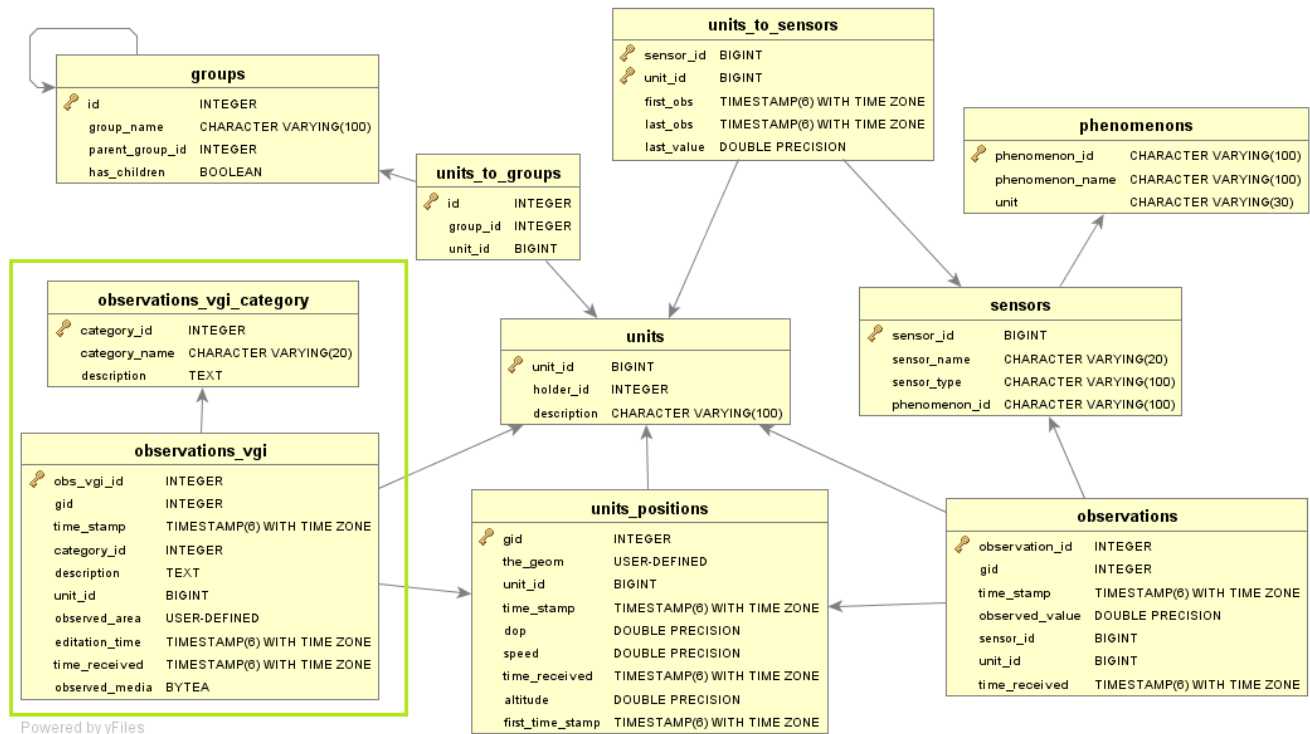 groups
id INTEGER
group_name CHARACTER VARYING(100)
parent_group_id INTEGER
has_children BOOLEAN
units_to_groups
id INTEGER
group_id INTEGER
unit_id BIGINT
units_to_sensors
sensor_id BIGINT
unit_id BIGINT
first_obs TIMESTAMP(6) WITH TIME ZONE
last_obs TIMESTAMP(6) WITH TIME ZONE
last_value DOUBLE PRECISION
phenomenons
phenomenon_id CHARACTER VARYING(100)
phenomenon_name CHARACTER VARYING(100)
unit CHARACTER VARYING(30)
observations_vgi_category
category_id INTEGER
category_name CHARACTER VARYING(20)
description TEXT
units
unit_id BIGINT
holder_id INTEGER
description CHARACTER VARYING(100)
sensors
sensor_id BIGINT
sensor_name CHARACTER VARYING(20)
sensor_type CHARACTER VARYING(100)
phenomenon_id CHARACTER VARYING(100)
observations_vgi
obs_vgi_id INTEGER
gid INTEGER
time_stamp TIMESTAMP(6) WITH TIME ZONE
category_id INTEGER
description TEXT
unit_id BIGINT
observed_area USER-DEFINED
editation_time TIMESTAMP(6) WITH TIME ZONE
time_received TIMESTAMP(6) WITH TIME ZONE
observed_media BYTEA
units_positions
gid INTEGER
the_geom USER-DEFINED
unit_id BIGINT
time_stamp TIMESTAMP(6) WITH TIME ZONE
dop DOUBLE PRECISION
speed DOUBLE PRECISION
time_received TIMESTAMP(6) WITH TIME ZONE
altitude DOUBLE PRECISION
first_time_stamp TIMESTAMP(6) WITH TIME ZONE
observations
observation_id INTEGER
gid INTEGER
time_stamp TIMESTAMP(6) WITH TIME ZONE
observed_value DOUBLE PRECISION
sensor_id BIGINT
unit_id BIGINT
time_received TIMESTAMP(6) WITH TIME ZONE
Powered by yFiles